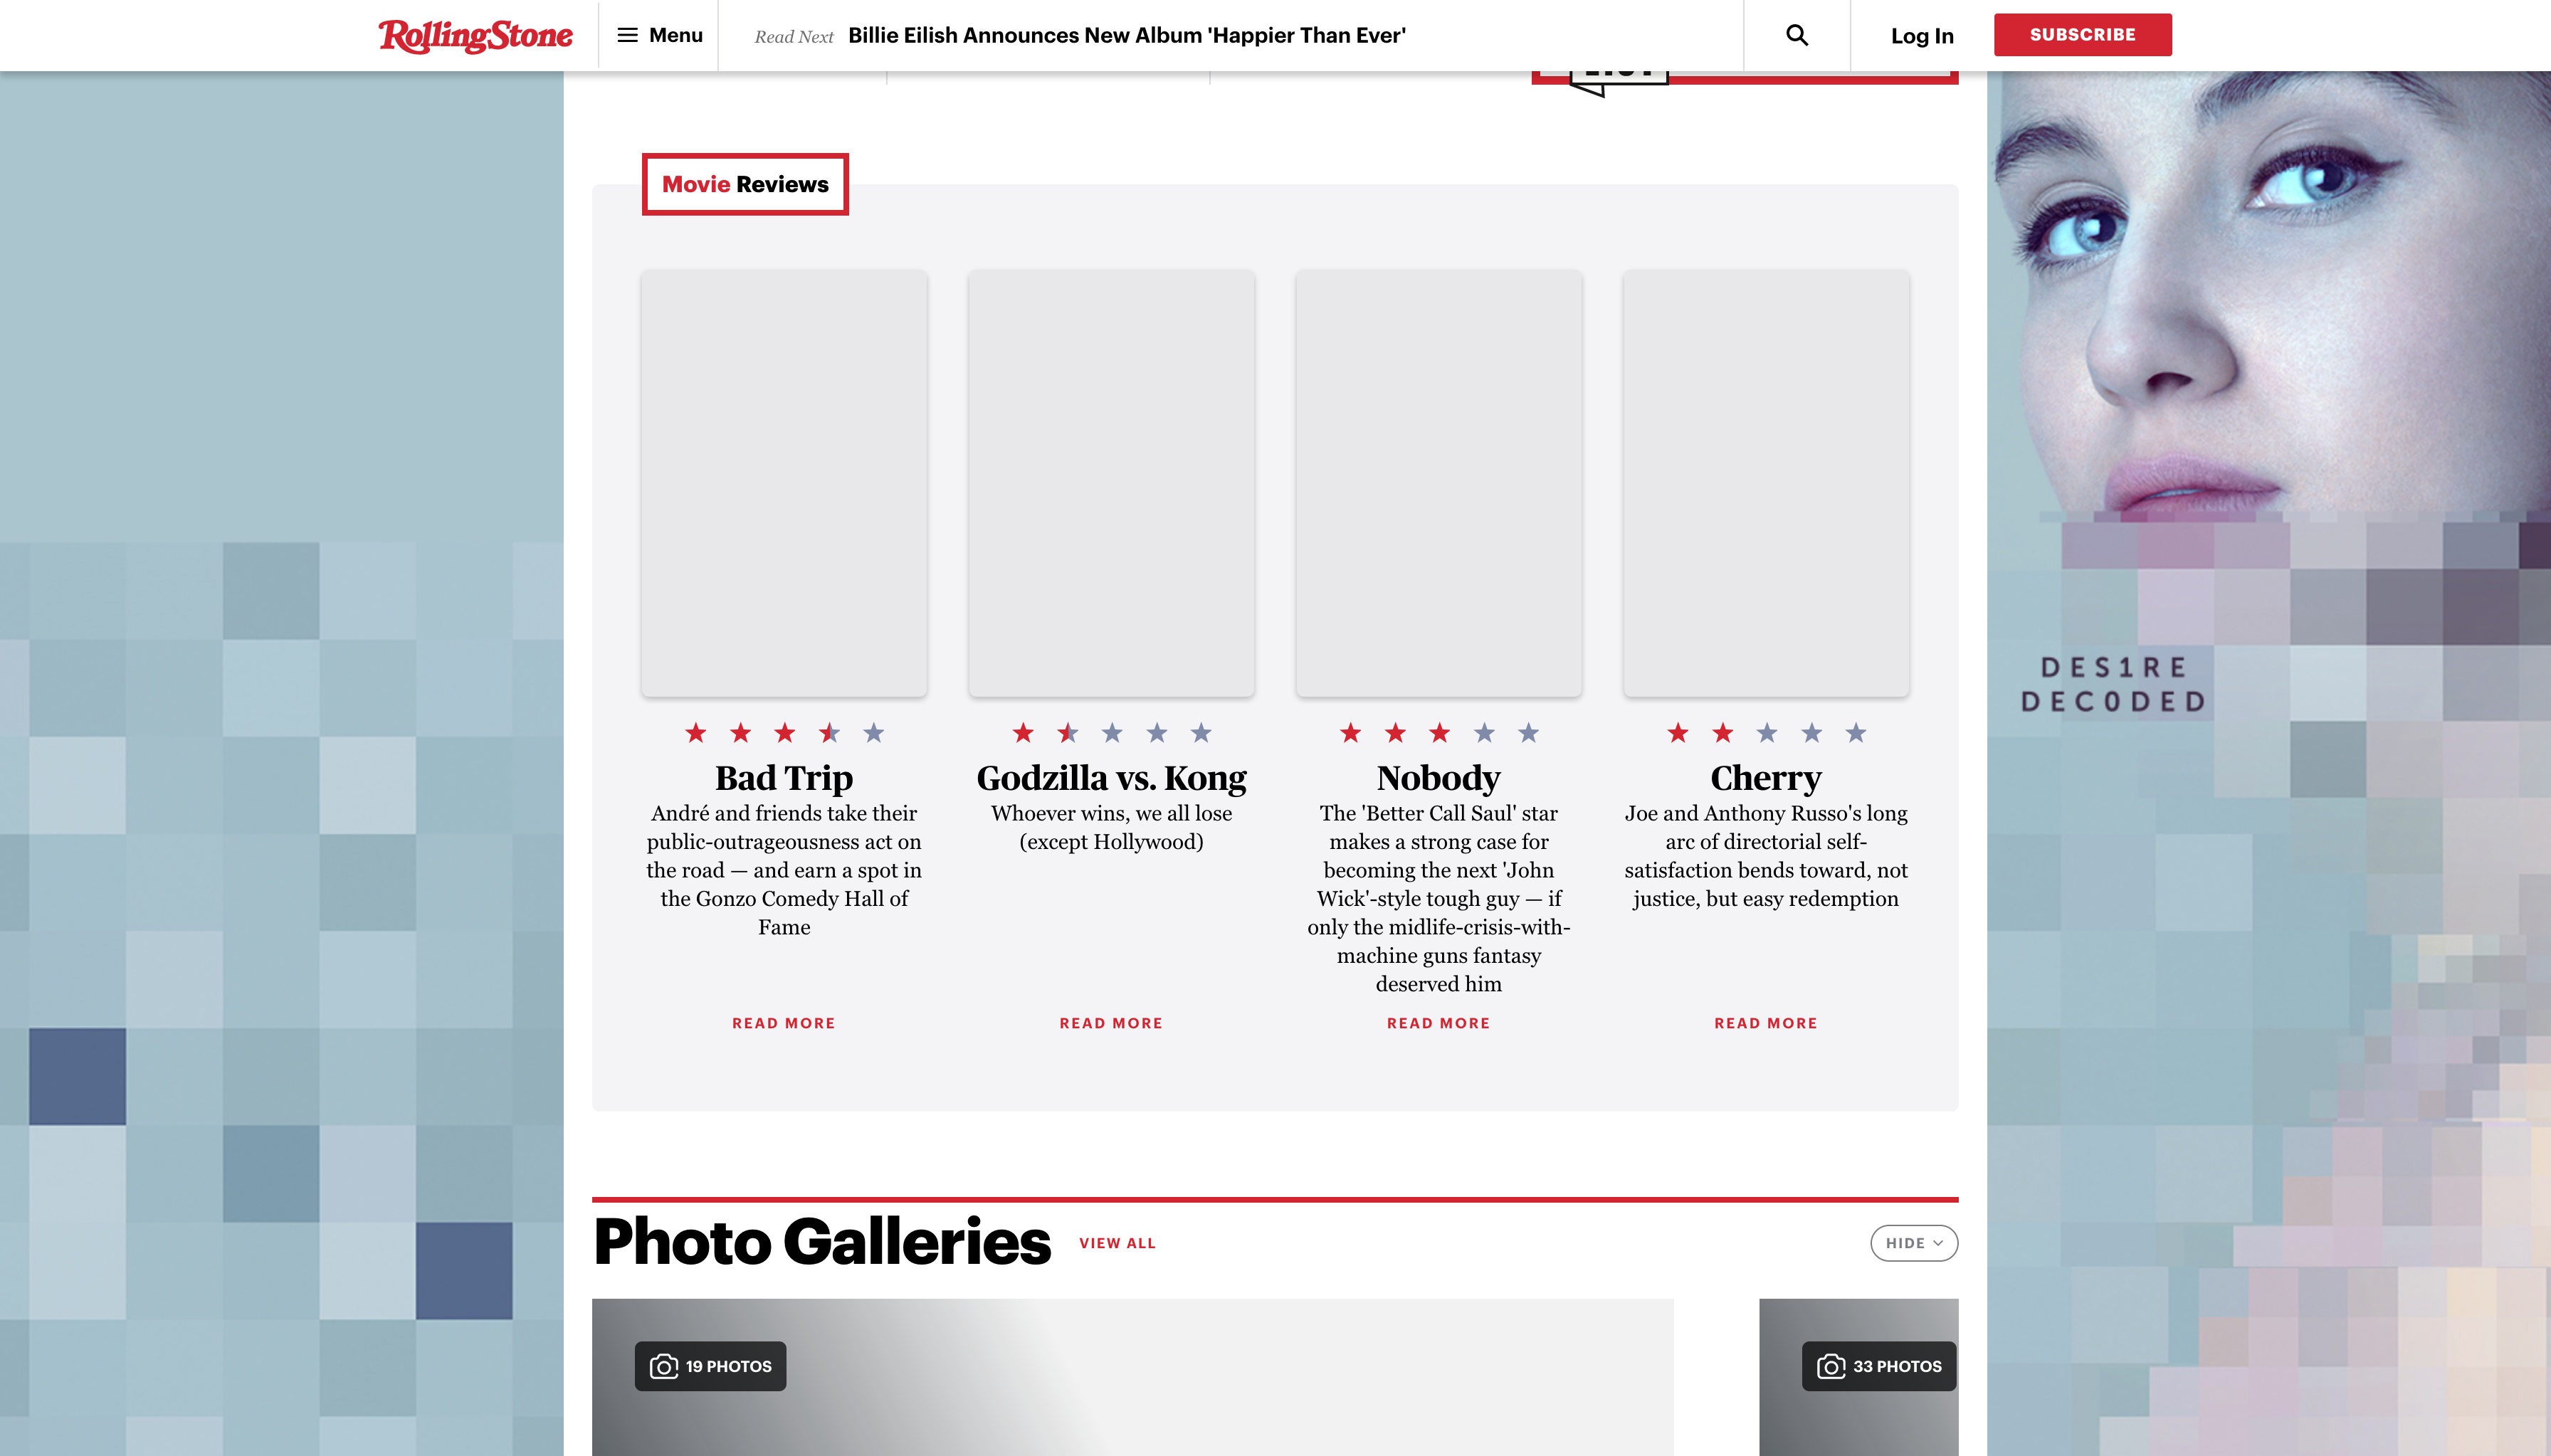 RollingStone
Menu
Read Next Billie Eilish Announces New Album 'Happier Than Ever'
Log In
SUBSCRIBE
Movie Reviews
Bad Trip
André and friends take their
public-outrageousness act on
the road — and earn a spot in
the Gonzo Comedy Hall of
Fame
READ MORE
Godzilla vs. Kong
Whoever wins, we all lose
(except Hollywood)
READ MORE
Nobody
The 'Better Call Saul' star
makes a strong case for
becoming the next 'John
Wick'-style tough guy — if
only the midlife-crisis-with-
machine guns fantasy
deserved him
READ MORE
Cherry
Joe and Anthony Russo's long
arc of directorial self-
satisfaction bends toward, not
justice, but easy redemption
READ MORE
DES1RE
DEC0DED
Photo Galleries
VIEW ALL
HIDE
19 PHOTOS
33 PHOTOS